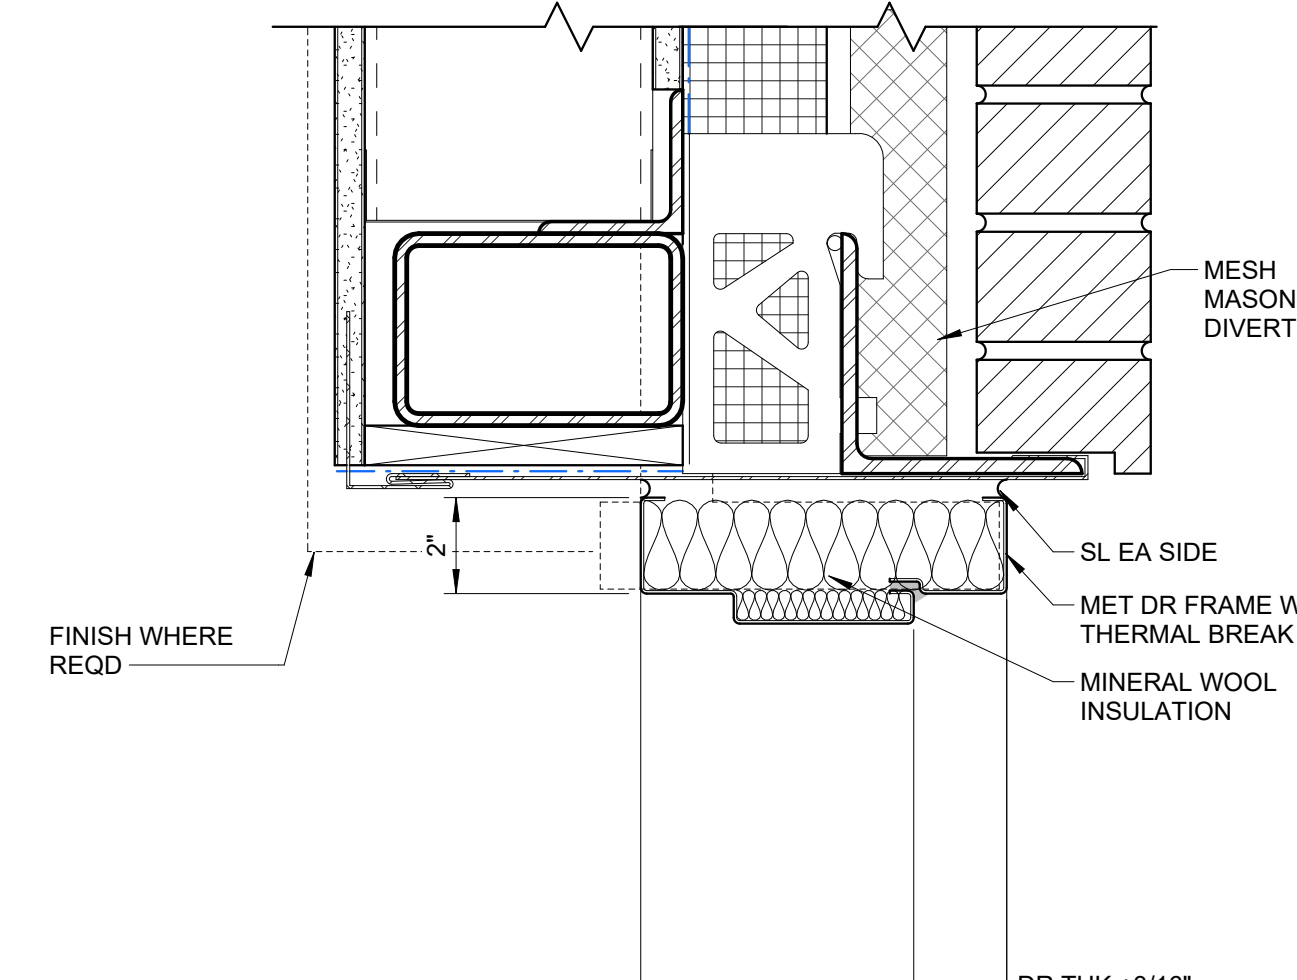 MESH
MASON
DIVERT
2"
SL EA SIDE
MET DR FRAME W
THERMAL BREAK
FINISH WHERE
REQD
MINERAL WOOL
INSULATION